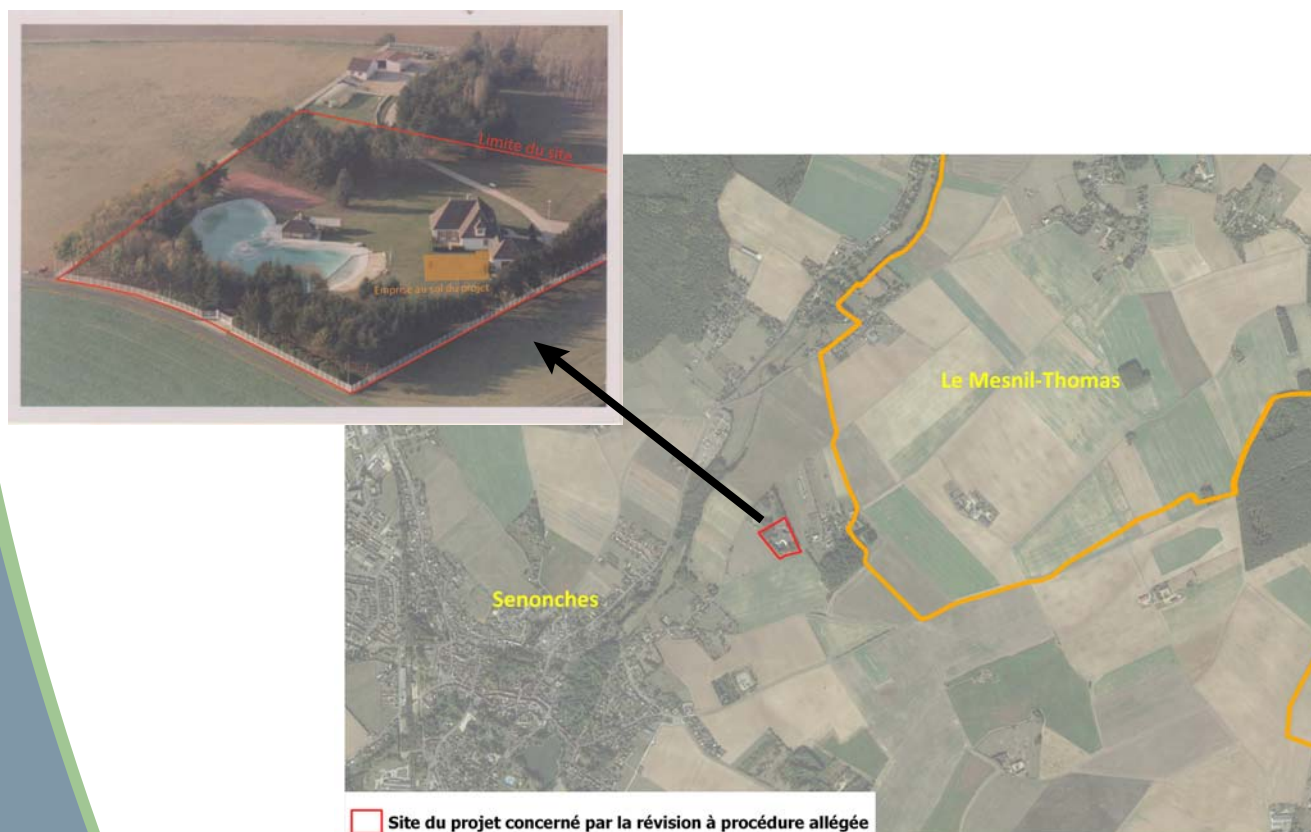 Limite du site
Emprise au sol du projet
Le Mesnil-Thomas
Senonches
Site du projet concerné par la révision à procédure allégée